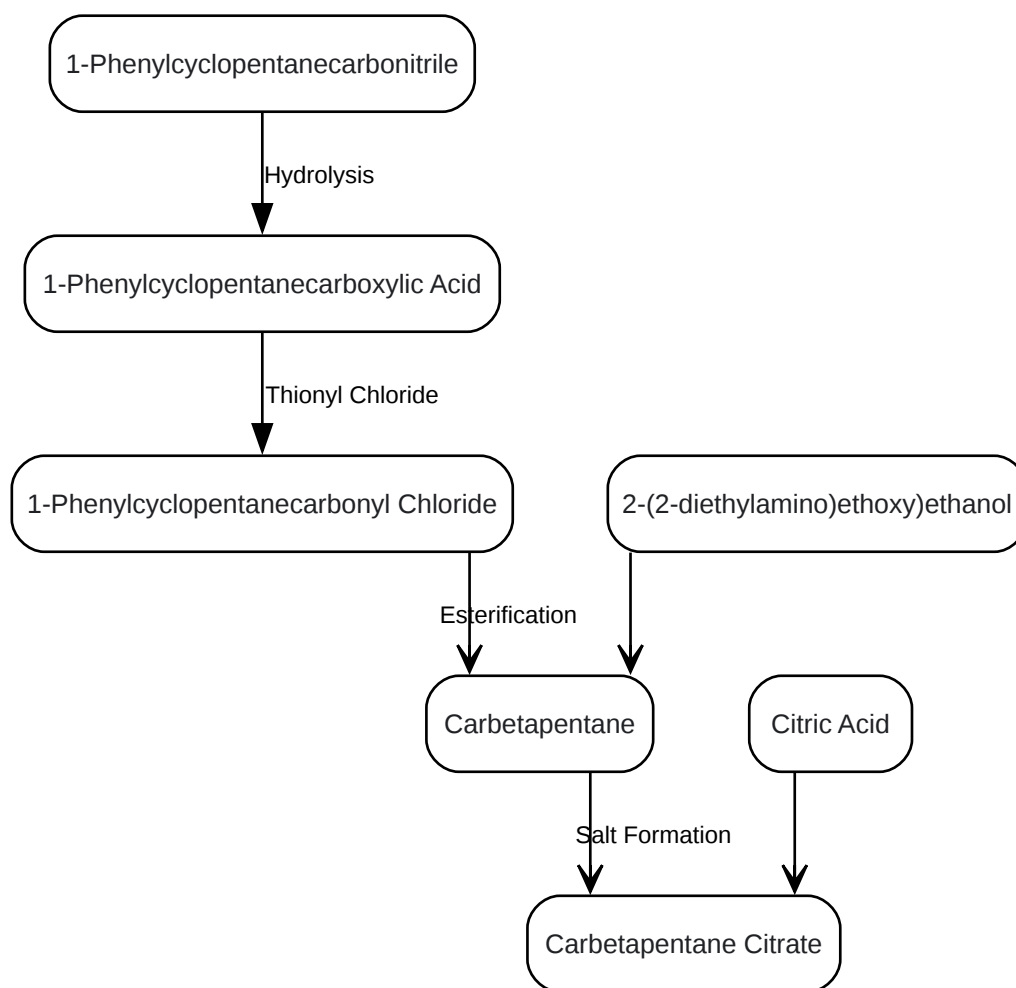 1-Phenylcyclopentanecarbonitrile
Hydrolysis
1-Phenylcyclopentanecarboxylic Acid
Thionyl Chloride
1-Phenylcyclopentanecarbonyl Chloride
2-(2-diethylamino)ethoxy)ethanol
Esterification
Carbetapentane
Citric Acid
Salt Formation
Carbetapentane Citrate